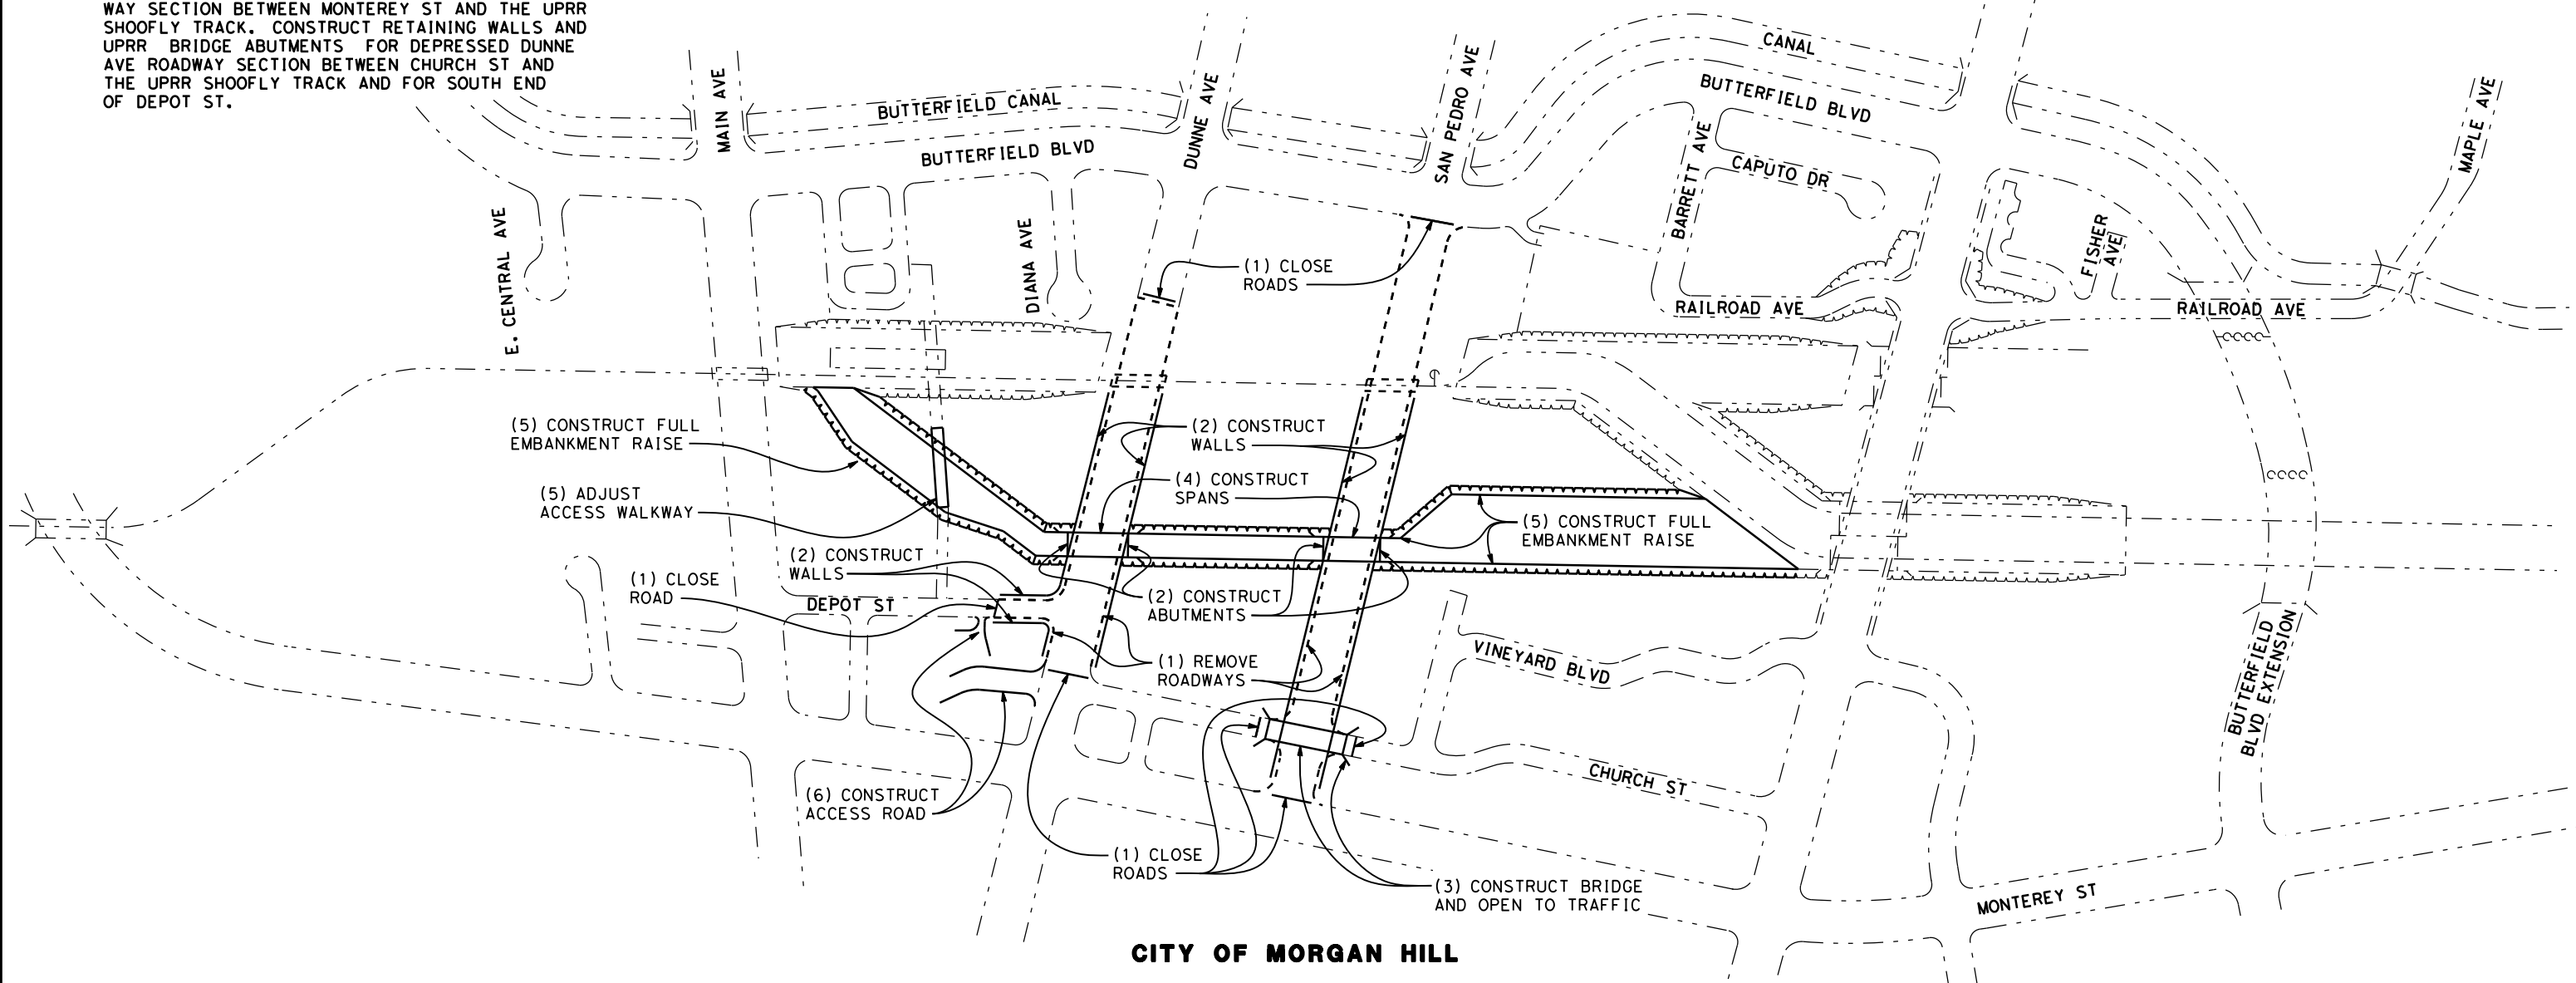 WAY SECTION BETWEEN MONTEREY ST AND THE UPRR
SHOOFLY TRACK. CONSTRUCT RETAINING WALLS AND
UPRR BRIDGE ABUTMENTS FOR DEPRESSED DUNNE
AVE ROADWAY SECTION BETWEEN CHURCH ST AND
THE UPRR SHOOFLY TRACK AND FOR SOUTH END
OF DEPOT ST.
MAIN AVE
BUTTERFIELD CANAL
BUTTERFIELD BLVD
DUNNE AVE
SAN PEDRO AVE
CANAL
BUTTERFIELD BLVD
BARRETT AVE
CAPUTO DR
MAPLE AVE
E. CENTRAL AVE
DIANA AVE
FISHER
AVE
(1) CLOSE
ROADS
RAILROAD AVE
RAILROAD AVE
(5) CONSTRUCT FULL
EMBANKMENT RAISE
(2) CONSTRUCT
WALLS
(4) CONSTRUCT
SPANS
(5) ADJUST
ACCESS WALKWAY
(5) CONSTRUCT FULL
EMBANKMENT RAISE
(2) CONSTRUCT
WALLS
(1) CLOSE
ROAD
DEPOT ST
(2) CONSTRUCT
ABUTMENTS
(1) REMOVE
ROADWAYS
VINEYARD BLVD
BUTTERFIELD
BLVD EXTENSION
CHURCH ST
(6) CONSTRUCT
ACCESS ROAD
(1) CLOSE
ROADS
(3) CONSTRUCT BRIDGE
AND OPEN TO TRAFFIC
MONTEREY ST
CITY OF MORGAN HILL